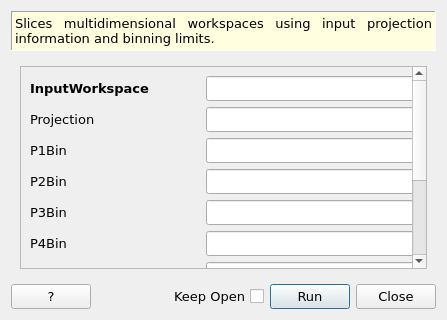 Slices multidimensional workspaces using input projection
information and binning limits.
InputWorkspace
Projection
P1Bin
P2Bin
P3Bin
P4Bin
? Keep Open Run Close